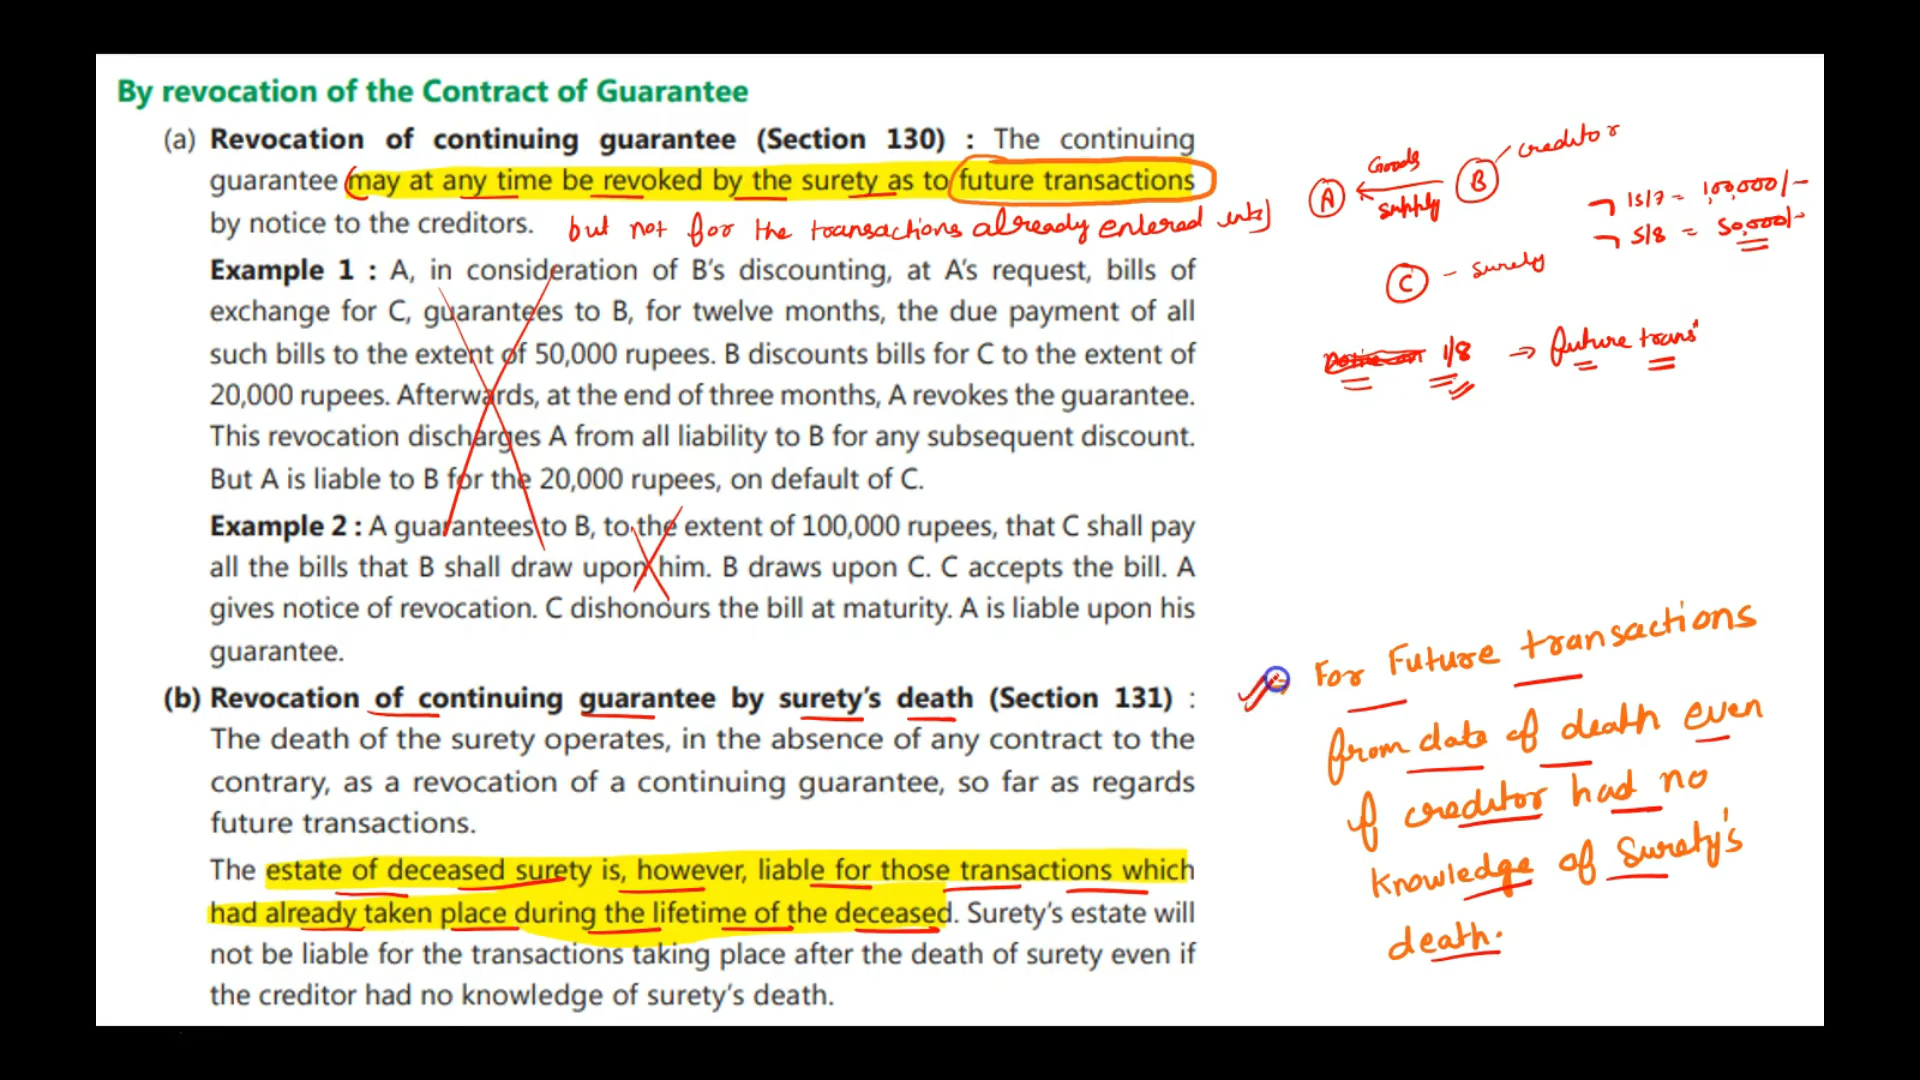 By revocation of the Contract of Guarantee
(a) Revocation of continuing guarantee (Section 130) : The continuing
guarantee may at any time be revoked by the surety as to future transactions
by notice to the creditors.
but not for the transactions already entered into
Example 1 : A, in consideration of B's discounting, at A's request, bills of
exchange for C, guarantees to B, for twelve months, the due payment of all
such bills to the extent of 50,000 rupees. B discounts bills for C to the extent of
20,000 rupees. Afterwards, at the end of three months, A revokes the guarantee.
This revocation discharges A from all liability to B for any subsequent discount.
But A is liable to B for the 20,000 rupees, on default of C.
Example 2 : A guarantees to B, to the extent of 100,000 rupees, that C shall pay
all the bills that B shall draw upon him. B draws upon C. C accepts the bill. A
gives notice of revocation. C dishonours the bill at maturity. A is liable upon his
guarantee.
(b) Revocation of continuing guarantee by surety's death (Section 131) :
The death of the surety operates, in the absence of any contract to the
contrary, as a revocation of a continuing guarantee, so far as regards
future transactions.
The estate of deceased surety is, however, liable for those transactions which
had already taken place during the lifetime of the deceased. Surety's estate will
not be liable for the transactions taking place after the death of surety even if
the creditor had no knowledge of surety's death.
A Goods supply B creditor
15/7 = 1,00,000/-
5/8 = 50,000/-
C - surety
1/8 → future transn
For Future transactions
from date of death even
if creditor had no
knowledge of Surety's
death.